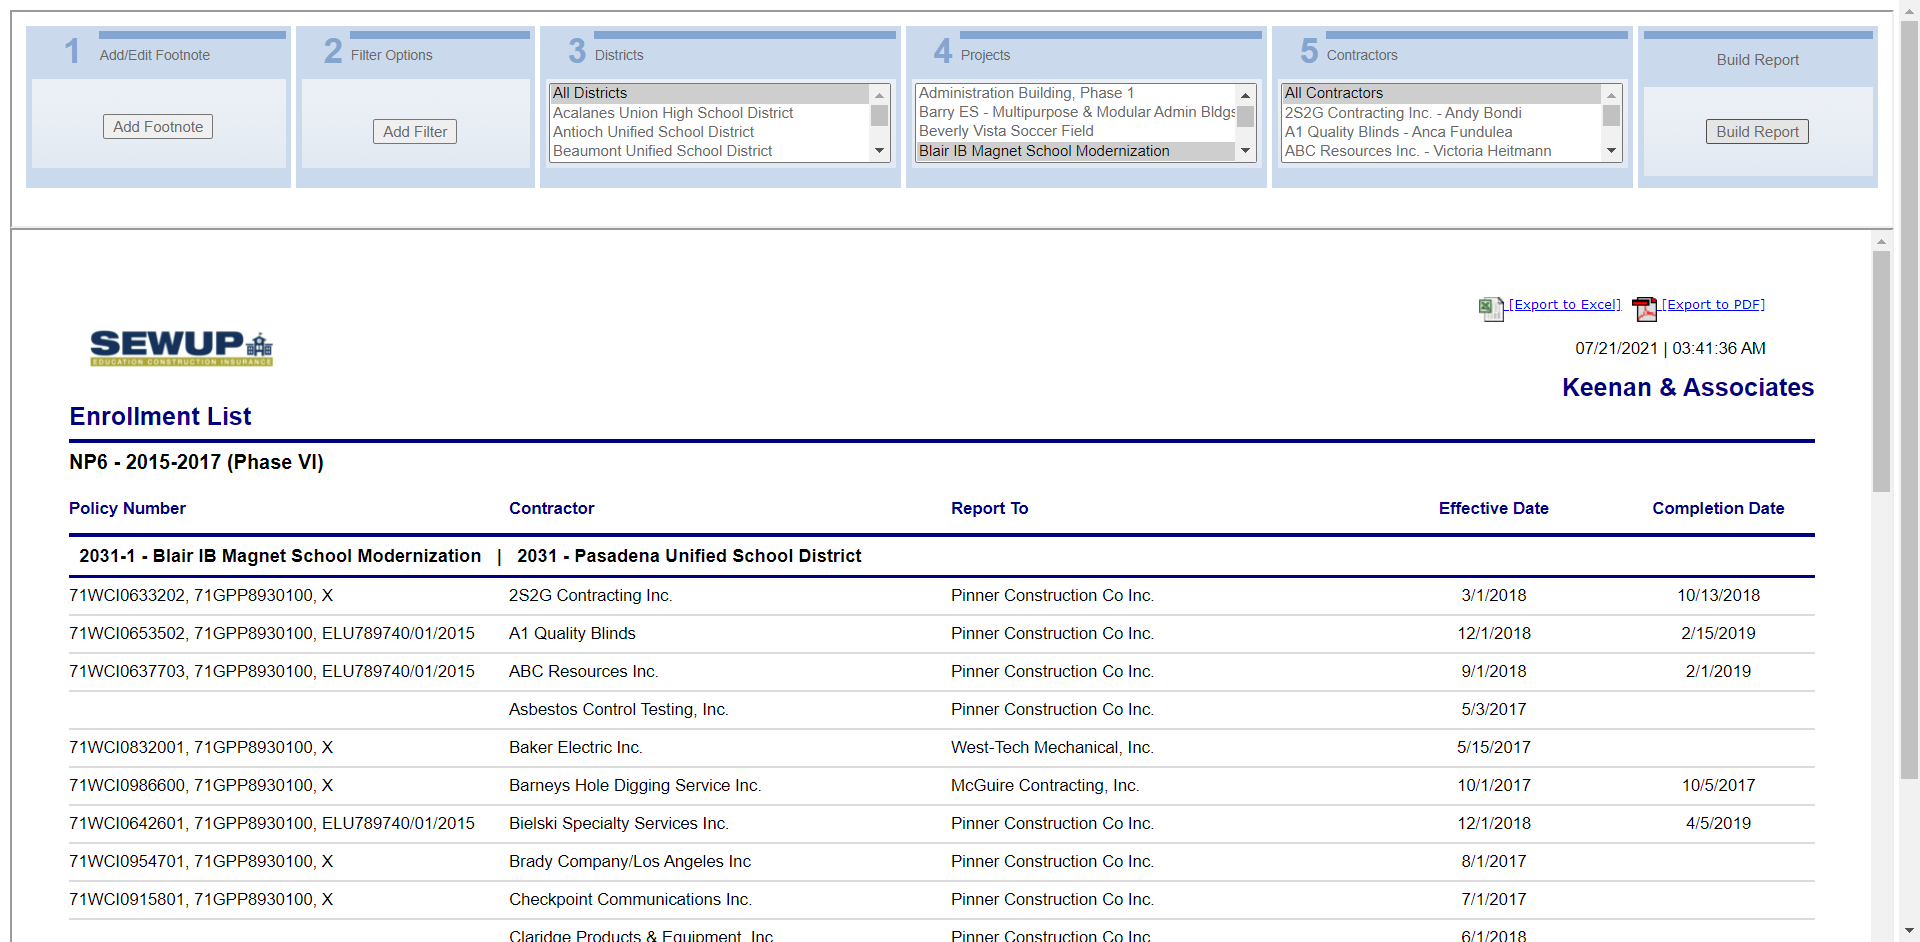 1 Add/Edit Footnote
Add Footnote
2 Filter Options
Add Filter
3 Districts
All Districts
Acalanes Union High School District
Antioch Unified School District
Beaumont Unified School District
4 Projects
Administration Building, Phase 1
Barry ES - Multipurpose & Modular Admin Bldgs
Beverly Vista Soccer Field
Blair IB Magnet School Modernization
5 Contractors
All Contractors
2S2G Contracting Inc. - Andy Bondi
A1 Quality Blinds - Anca Fundulea
ABC Resources Inc. - Victoria Heitmann
Build Report
Build Report
[Export to Excel] [Export to PDF]
SEWUP
EDUCATION CONSTRUCTION INSURANCE
07/21/2021 | 03:41:36 AM
Keenan & Associates
Enrollment List
NP6 - 2015-2017 (Phase VI)
Policy Number Contractor Report To Effective Date Completion Date
2031-1 - Blair IB Magnet School Modernization | 2031 - Pasadena Unified School District
71WCI0633202, 71GPP8930100, X 2S2G Contracting Inc. Pinner Construction Co Inc. 3/1/2018 10/13/2018
71WCI0653502, 71GPP8930100, ELU789740/01/2015 A1 Quality Blinds Pinner Construction Co Inc. 12/1/2018 2/15/2019
71WCI0637703, 71GPP8930100, ELU789740/01/2015 ABC Resources Inc. Pinner Construction Co Inc. 9/1/2018 2/1/2019
Asbestos Control Testing, Inc. Pinner Construction Co Inc. 5/3/2017
71WCI0832001, 71GPP8930100, X Baker Electric Inc. West-Tech Mechanical, Inc. 5/15/2017
71WCI0986600, 71GPP8930100, X Barneys Hole Digging Service Inc. McGuire Contracting, Inc. 10/1/2017 10/5/2017
71WCI0642601, 71GPP8930100, ELU789740/01/2015 Bielski Specialty Services Inc. Pinner Construction Co Inc. 12/1/2018 4/5/2019
71WCI0954701, 71GPP8930100, X Brady Company/Los Angeles Inc Pinner Construction Co Inc. 8/1/2017
71WCI0915801, 71GPP8930100, X Checkpoint Communications Inc. Pinner Construction Co Inc. 7/1/2017
Claridge Products & Equipment, Inc Pinner Construction Co Inc. 6/1/2018